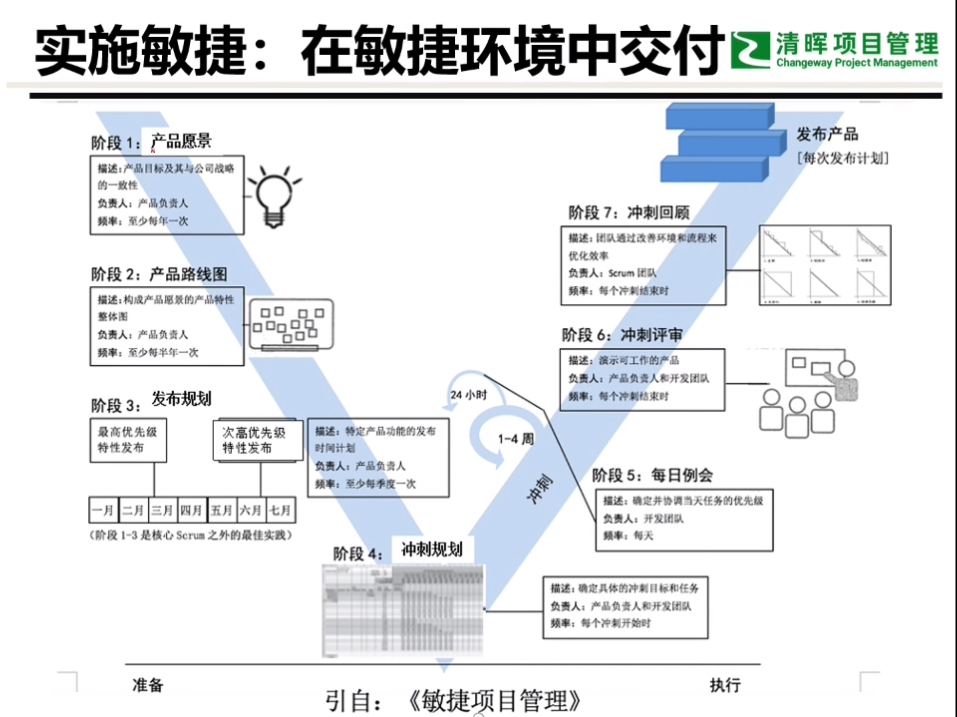 实施敏捷：在敏捷环境中交付
清晖项目管理
Changeway Project Management
阶段 1：产品愿景
描述：产品目标及其与公司战略
的一致性
负责人：产品负责人
频率：至少每年一次
阶段 2：产品路线图
描述：构成产品愿景的产品特性
整体图
负责人：产品负责人
频率：至少每半年一次
阶段 3：发布规划
最高优先级
特性发布
次高优先级
特性发布
描述：特定产品功能的发布
时间计划
负责人：产品负责人
频率：至少每季度一次
一月 二月 三月 四月 五月 六月 七月
（阶段 1-3 是核心 Scrum 之外的最佳实践）
阶段 4：冲刺规划
描述：确定具体的冲刺目标和任务
负责人：产品负责人和开发团队
频率：每个冲刺开始时
24 小时
1-4 周
冲刺
阶段 5：每日例会
描述：确定并协调当天任务的优先级
负责人：开发团队
频率：每天
阶段 6：冲刺评审
描述：演示可工作的产品
负责人：产品负责人和开发团队
频率：每个冲刺结束时
阶段 7：冲刺回顾
描述：团队通过改善环境和流程来
优化效率
负责人：Scrum 团队
频率：每个冲刺结束时
发布产品
[每次发布计划]
准备
执行
引自：《敏捷项目管理》